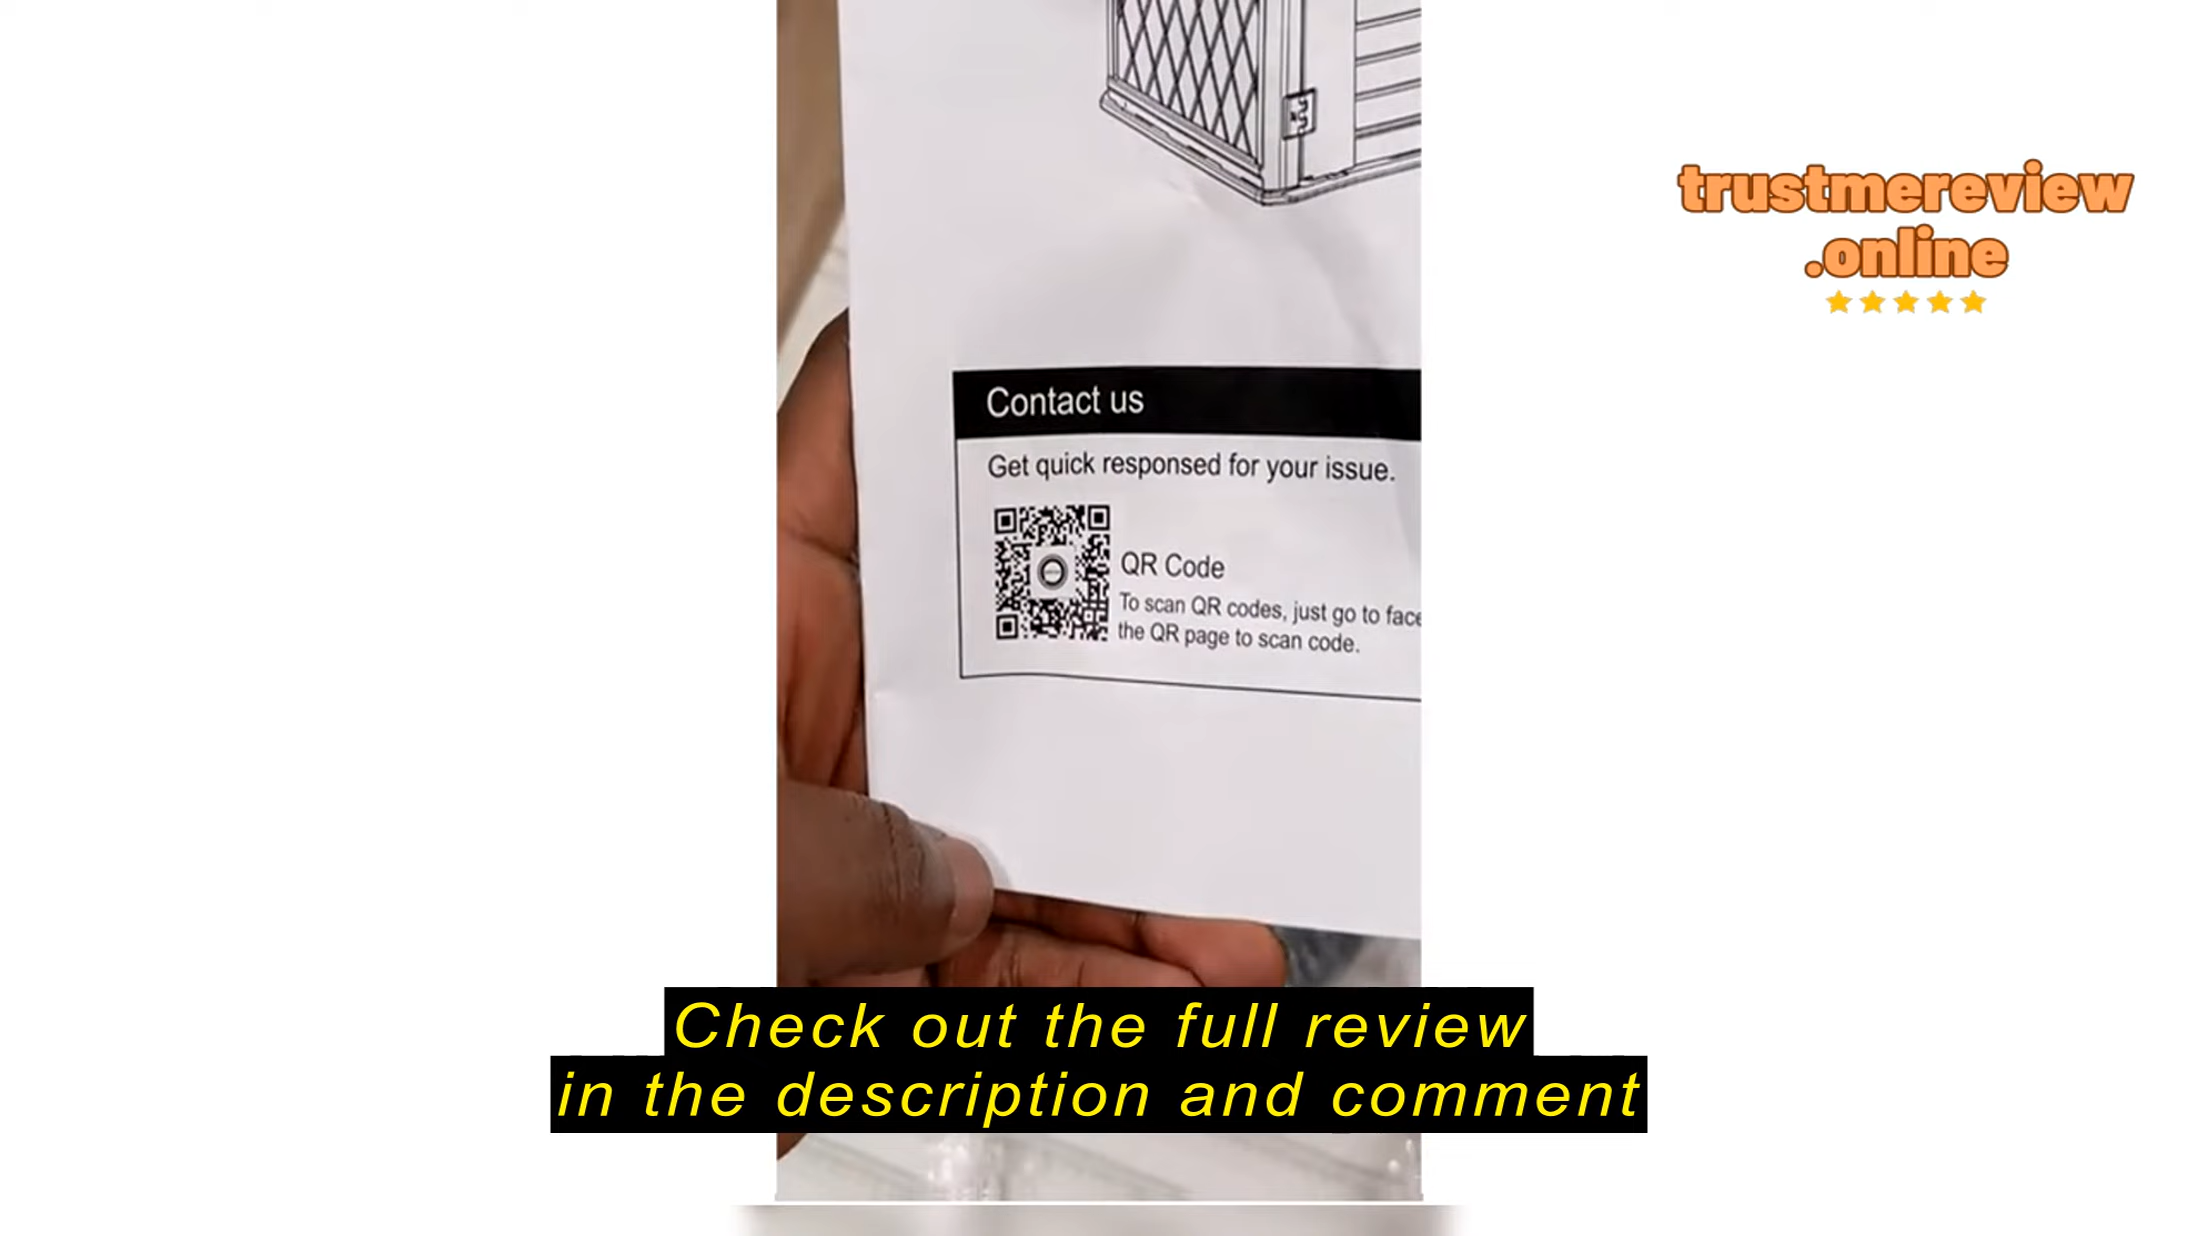 trustmereview
.online
Contact us
Get quick responsed for your issue.
QR Code
To scan QR codes, just go to face
the QR page to scan code.
Check out the full review
in the description and comment